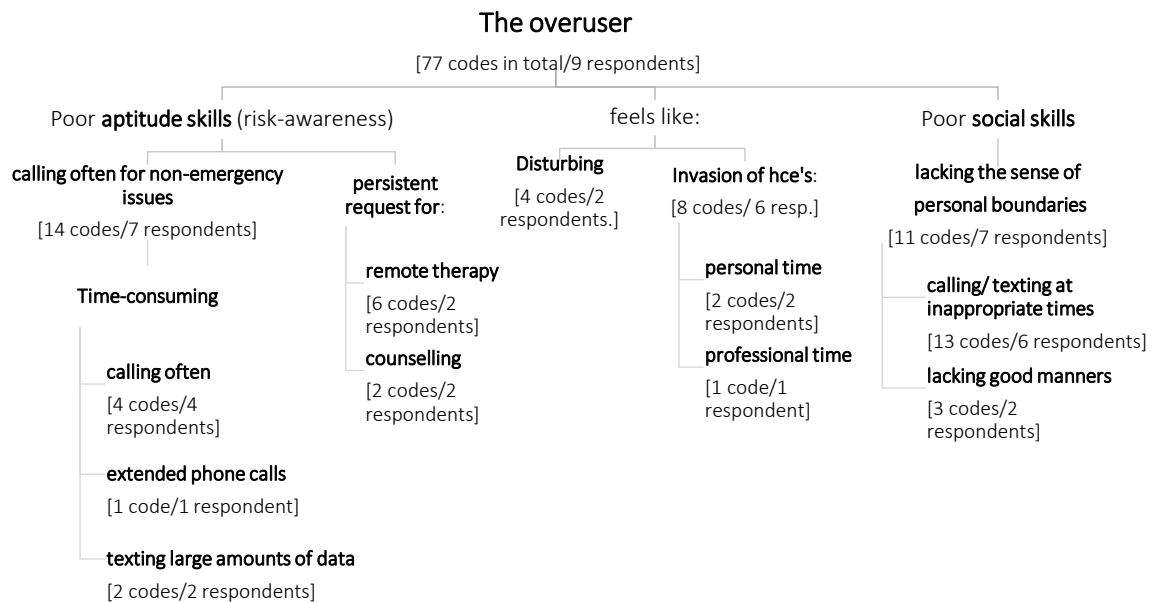 The overuser
[77 codes in total/9 respondents]
Poor aptitude skills (risk-awareness)
calling often for non-emergency
issues
[14 codes/7 respondents]
Time-consuming
calling often
[4 codes/4
respondents]
extended phone calls
[1 code/1 respondent]
texting large amounts of data
[2 codes/2 respondents]
persistent
request for:
remote therapy
[6 codes/2
respondents]
counselling
[2 codes/2
respondents]
feels like:
Disturbing
[4 codes/2
respondents.]
Invasion of hce's:
[8 codes/ 6 resp.]
personal time
[2 codes/2
respondents]
professional time
[1 code/1
respondent]
Poor social skills
lacking the sense of
personal boundaries
[11 codes/7 respondents]
calling/ texting at
inappropriate times
[13 codes/6 respondents]
lacking good manners
[3 codes/2
respondents]